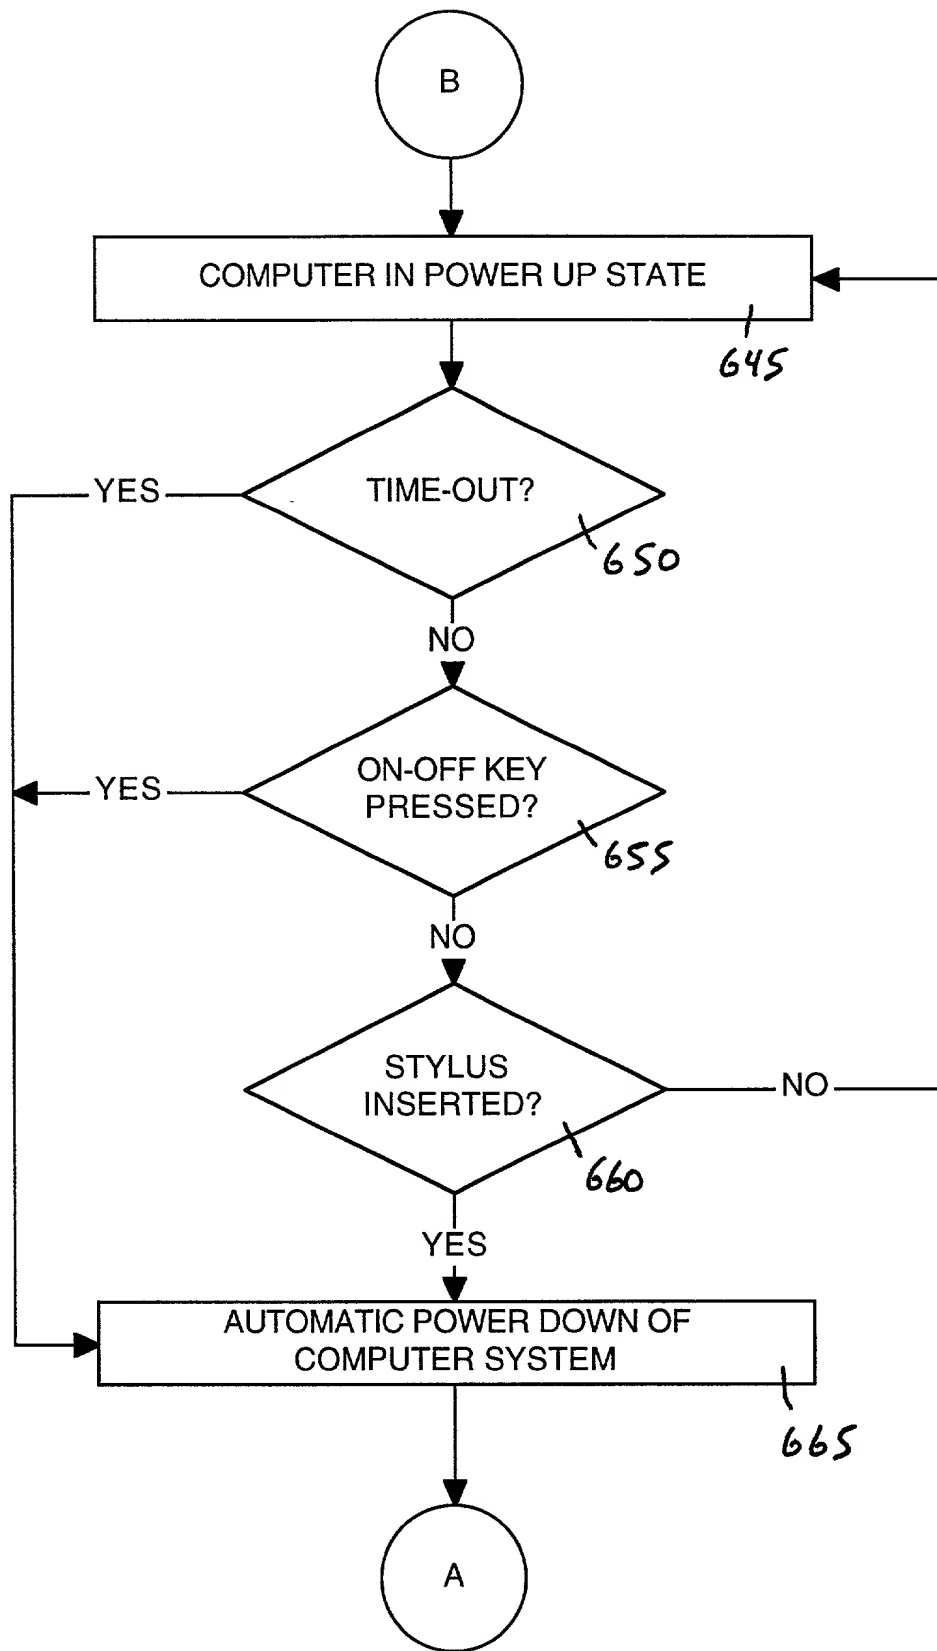 B
COMPUTER IN POWER UP STATE
645
TIME-OUT?
YES
650
NO
ON-OFF KEY
PRESSED?
YES
655
NO
STYLUS
INSERTED?
NO
660
YES
AUTOMATIC POWER DOWN OF
COMPUTER SYSTEM
665
A